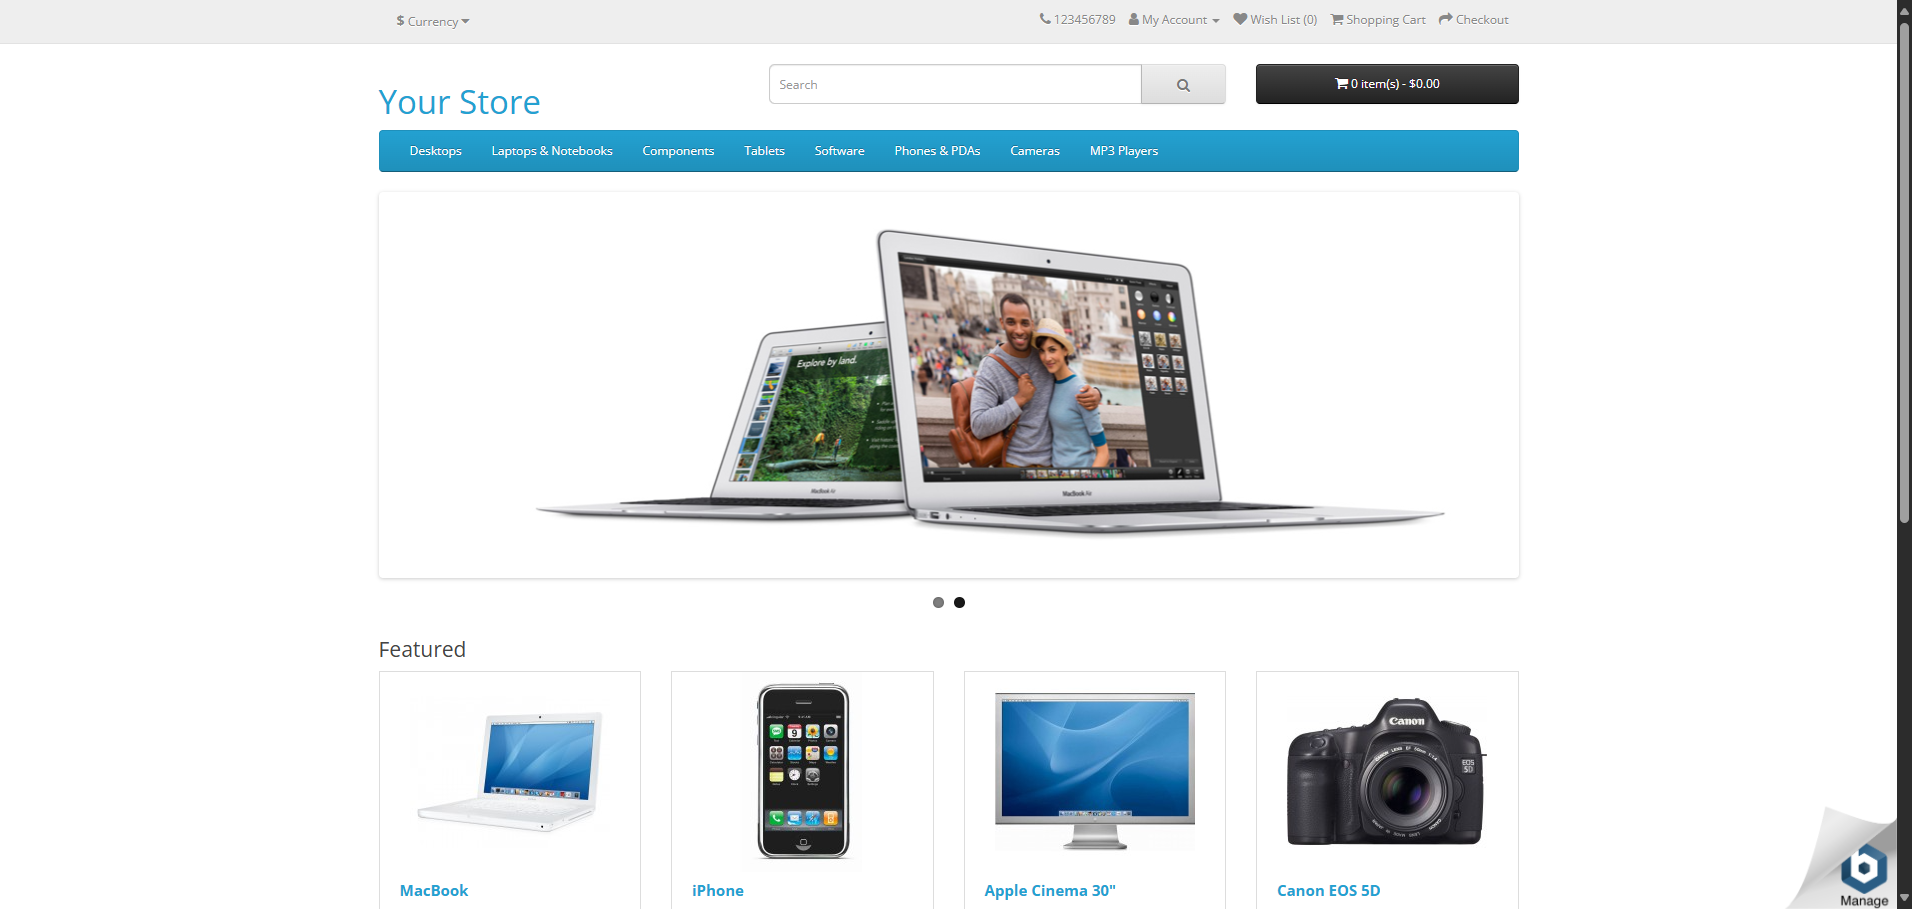 $ Currency
123456789 My Account Wish List (0) Shopping Cart Checkout
Your Store
Search
0 item(s) - $0.00
Desktops Laptops & Notebooks Components Tablets Software Phones & PDAs Cameras MP3 Players
Explore by land.
MacBook Air
MacBook Air
Featured
Canon
EOS
5D
MacBook
iPhone
Apple Cinema 30"
Canon EOS 5D
Manage